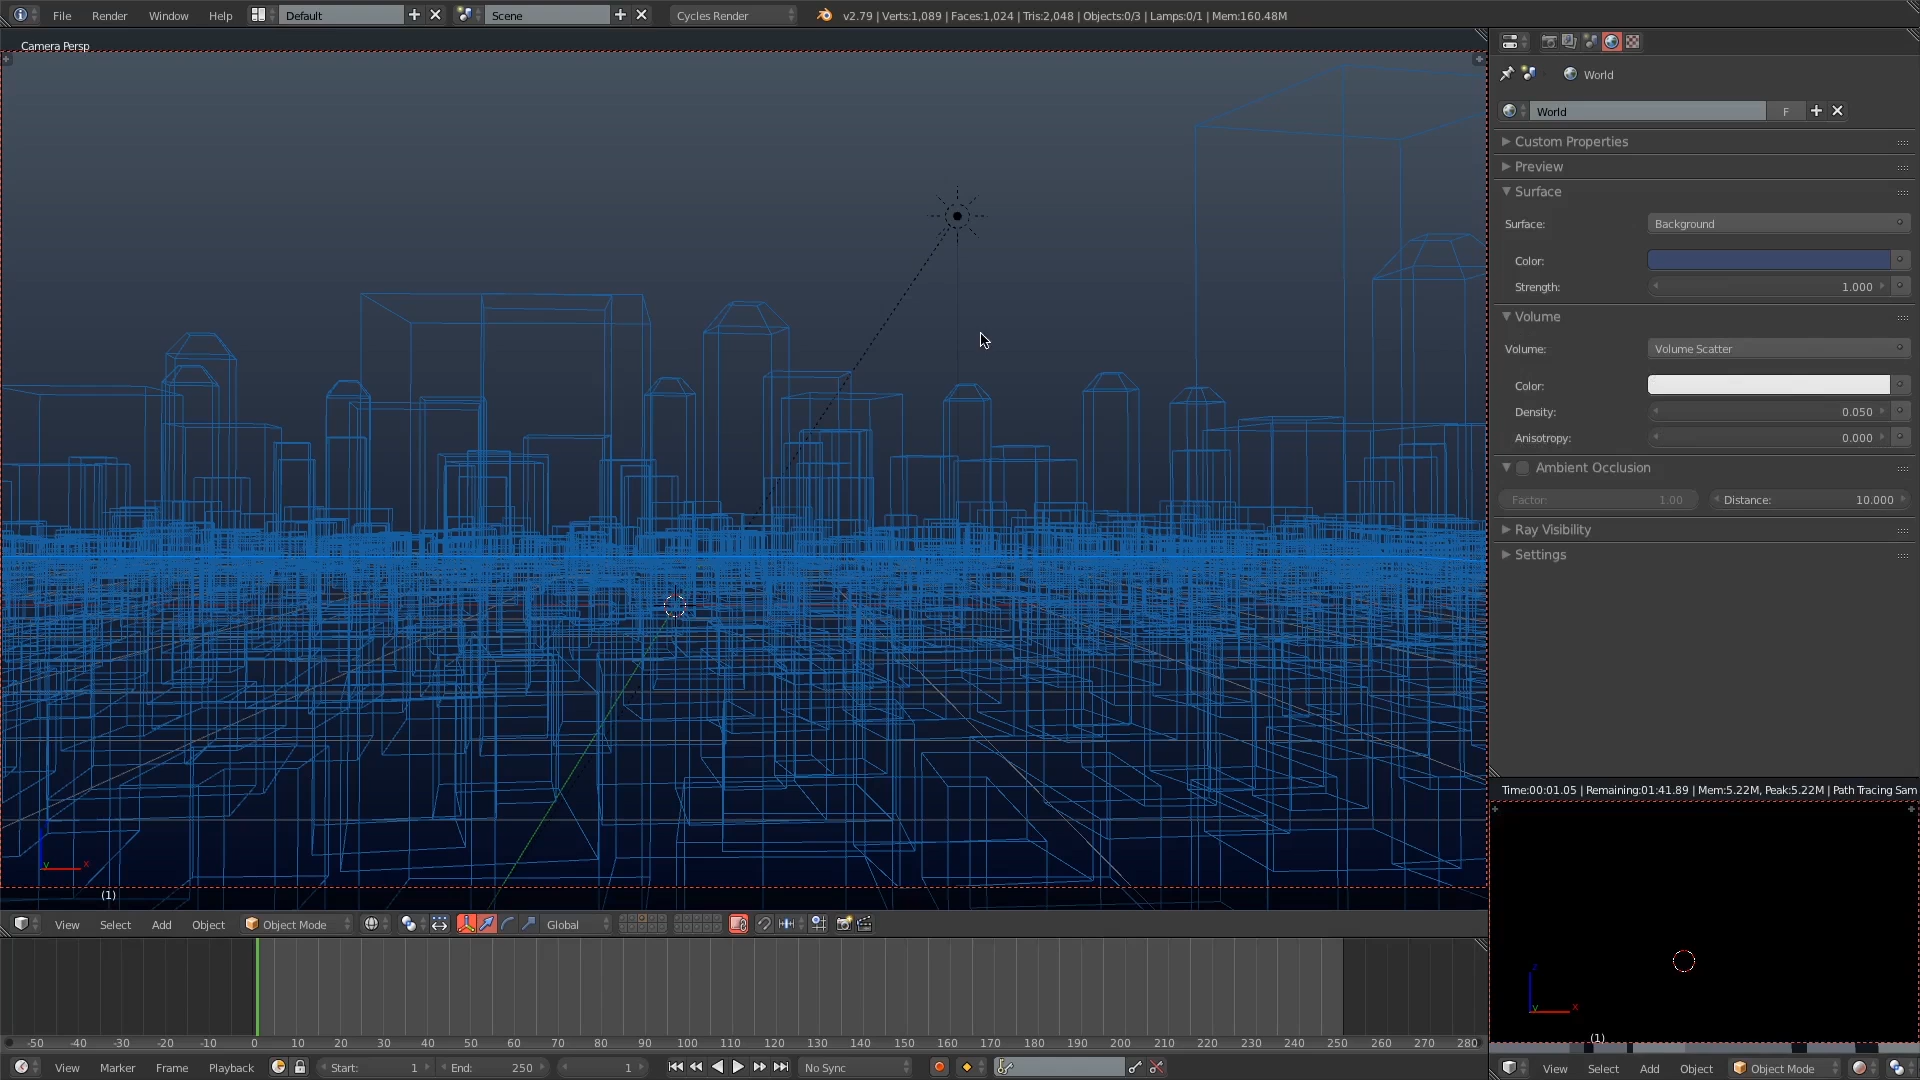 File Render Window Help Default Scene Cycles Render v2.79 | Verts:1,089 | Faces:1,024 | Tris:2,048 | Objects:0/3 | Lamps:0/1 | Mem:160.48M
Camera Persp
World
World F
Custom Properties
Preview
Surface
Surface: Background
Color:
Strength: 1.000
Volume
Volume: Volume Scatter
Color:
Density: 0.050
Anisotropy: 0.000
Ambient Occlusion
Factor: 1.00 Distance: 10.000
Ray Visibility
Settings
Time:00:01.05 | Remaining:01:41.89 | Mem:5.22M, Peak:5.22M | Path Tracing Sam
y x
(1)
View Select Add Object Object Mode Global
z
y x
(1)
-50 -40 -30 -20 -10 0 10 20 30 40 50 60 70 80 90 100 110 120 130 140 150 160 170 180 190 200 210 220 230 240 250 260 270 280
View Marker Frame Playback Start: 1 End: 250 1 No Sync
View Select Add Object Object Mode